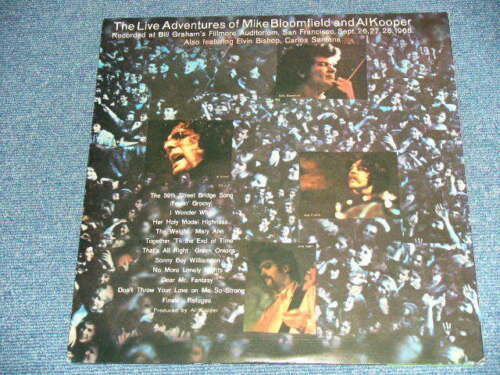 The Live Adventures of Mike Bloomfield and Al Kooper
Recorded at Bill Graham's Fillmore Auditorium, San Francisco, Sept. 26, 27, 28, 1968
Also featuring Elvin Bishop, Carlos Santana
The 59th Street Bridge Song
(Feelin' Groovy)
I Wonder Who
Her Holy Modal Highness
The Weight / Mary Ann
Together 'Til the End of Time
That's All Right / Green Onions
Sonny Boy Williamson
No More Lonely Nights
Dear Mr. Fantasy
Don't Throw Your Love on Me So Strong
Finale / Refugee
Produced by Al Kooper